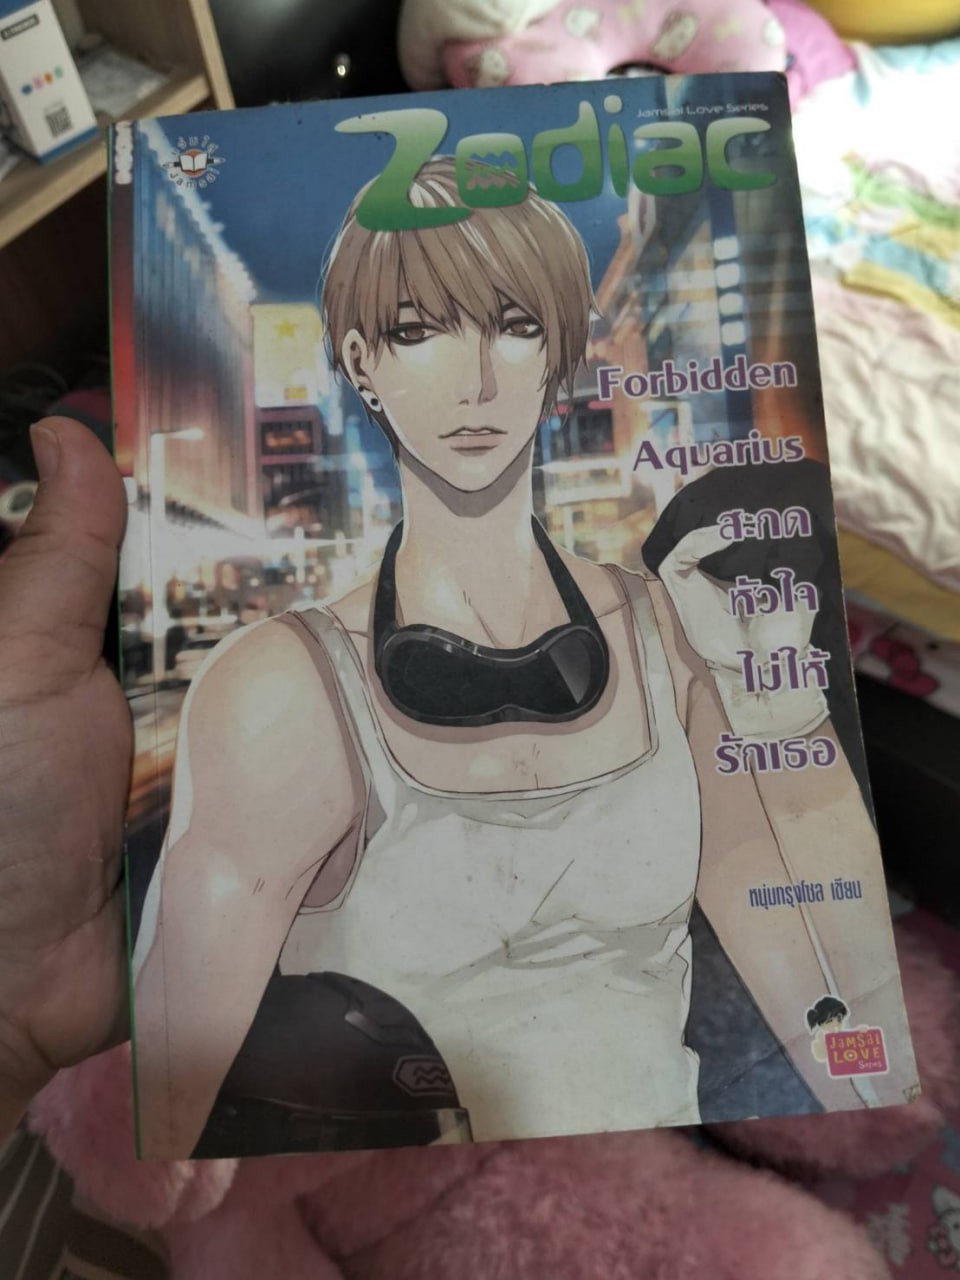 Jamsai Love Series
Zodiac
Forbidden
Aquarius
สะกด
หัวใจ
ไม่ให้
รักเธอ
หนุ่มกรุงโซล เขียน
JAMSAI
LOVE
Series